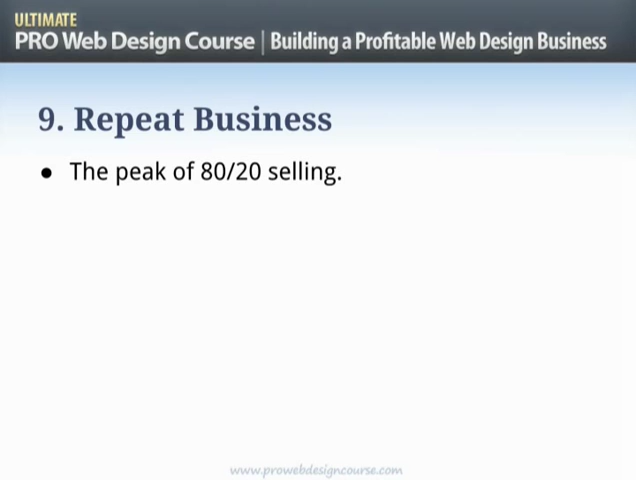 ULTIMATE
PRO Web Design Course | Building a Profitable Web Design Business
9. Repeat Business
● The peak of 80/20 selling.
www.prowebdesigncourse.com